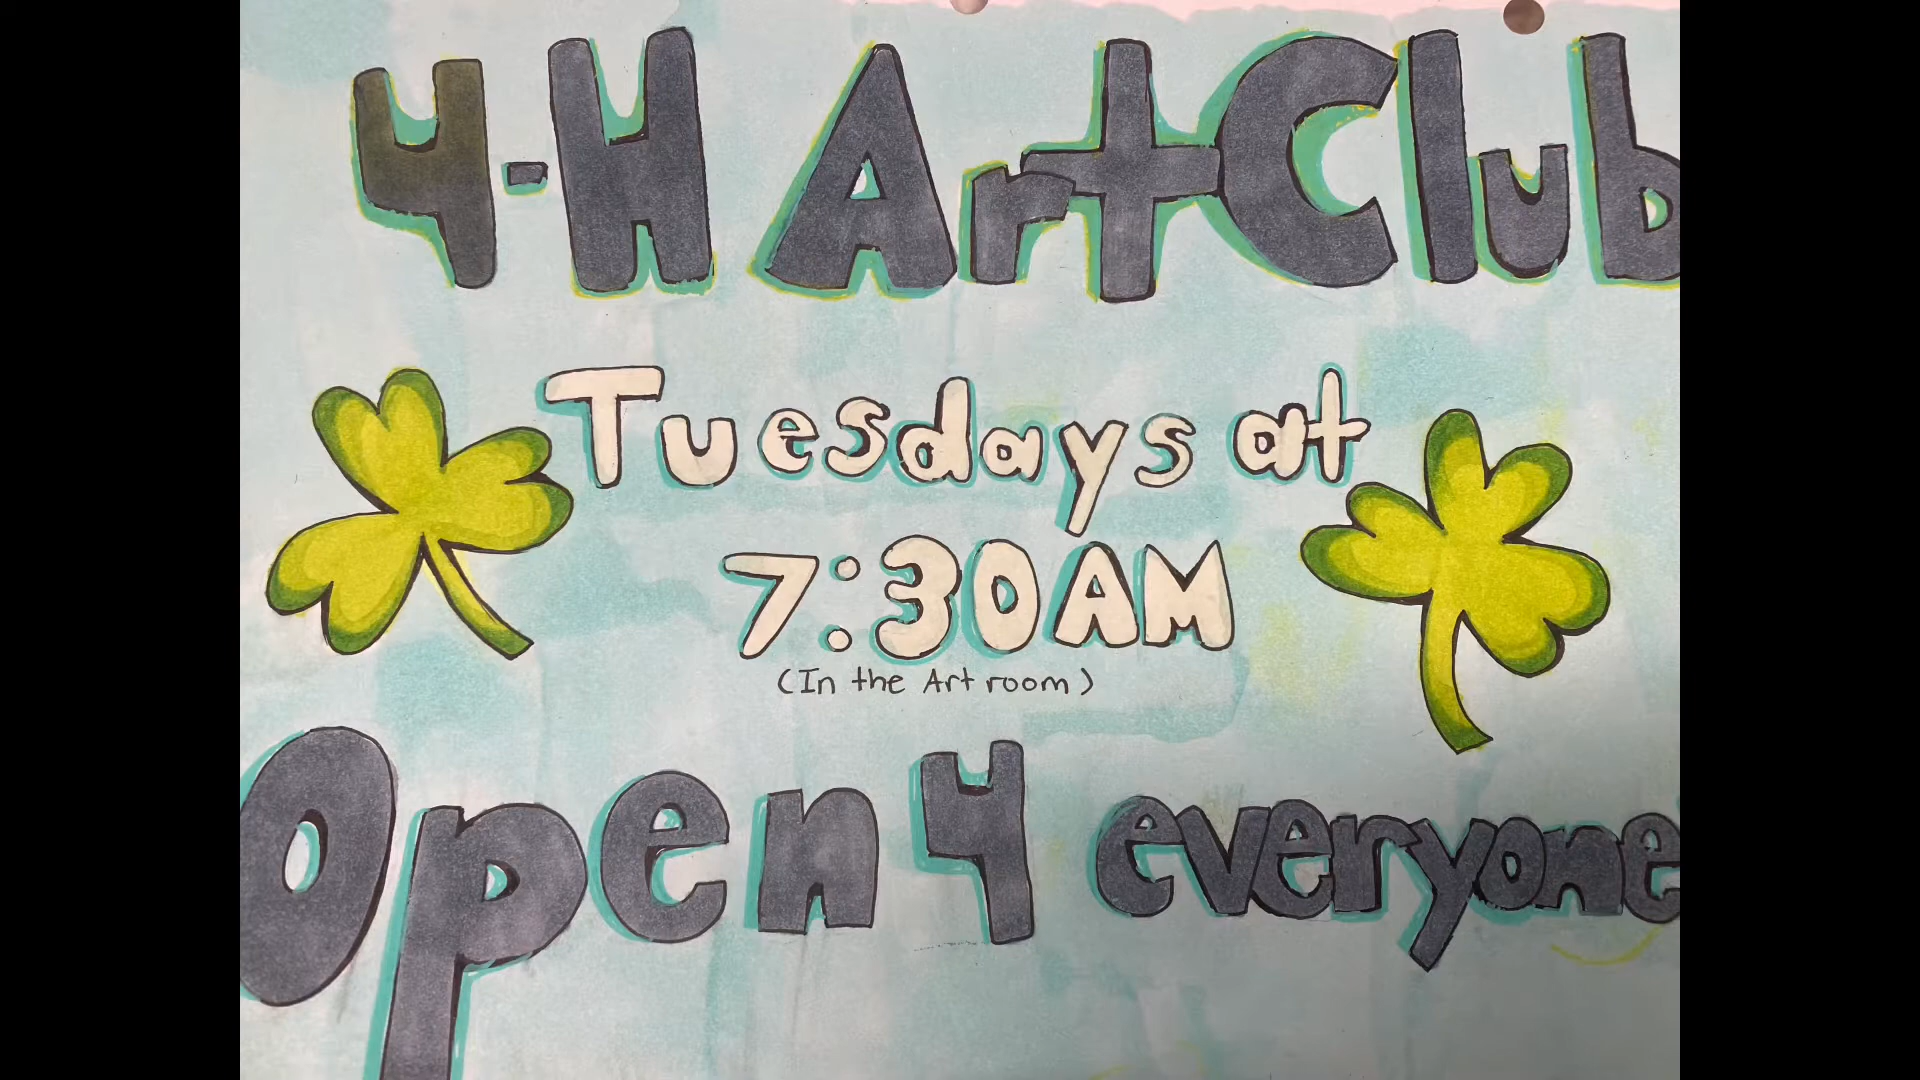 4-H Art Club
Tuesdays at
7:30AM
(In the Art room)
Open 4 everyone